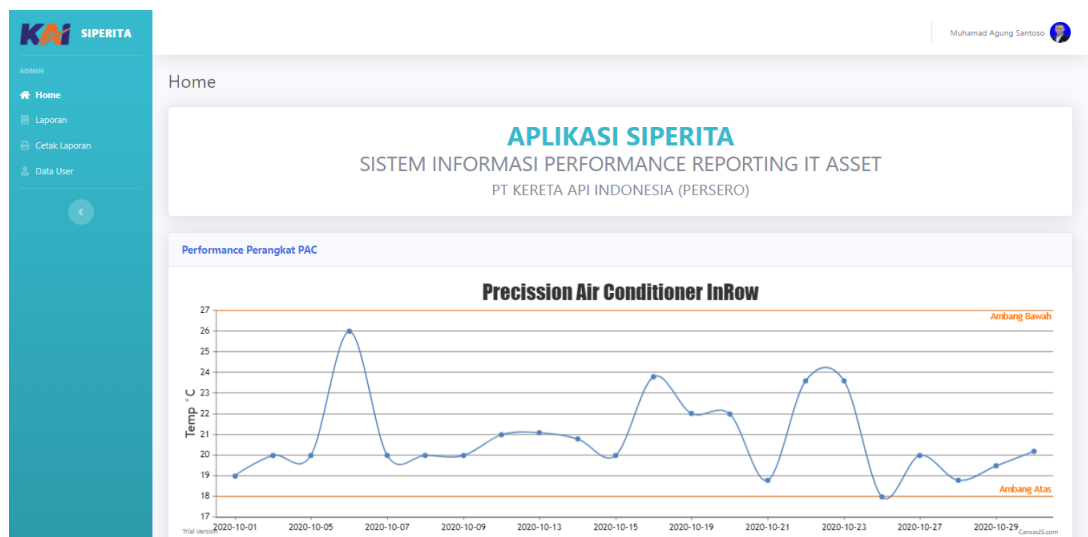 KAI SIPERITA
Muhamad Agung Santoso
ADMIN
Home
Laporan
Cetak Laporan
Data User
Home
APLIKASI SIPERITA
SISTEM INFORMASI PERFORMANCE REPORTING IT ASSET
PT KERETA API INDONESIA (PERSERO)
Performance Perangkat PAC
Precission Air Conditioner InRow
Temp °C
27
26
25
24
23
22
21
20
19
18
17
Ambang Bawah
Ambang Atas
2020-10-01 2020-10-05 2020-10-07 2020-10-09 2020-10-13 2020-10-15 2020-10-19 2020-10-21 2020-10-23 2020-10-27 2020-10-29
Trial Version
CanvasJS.com